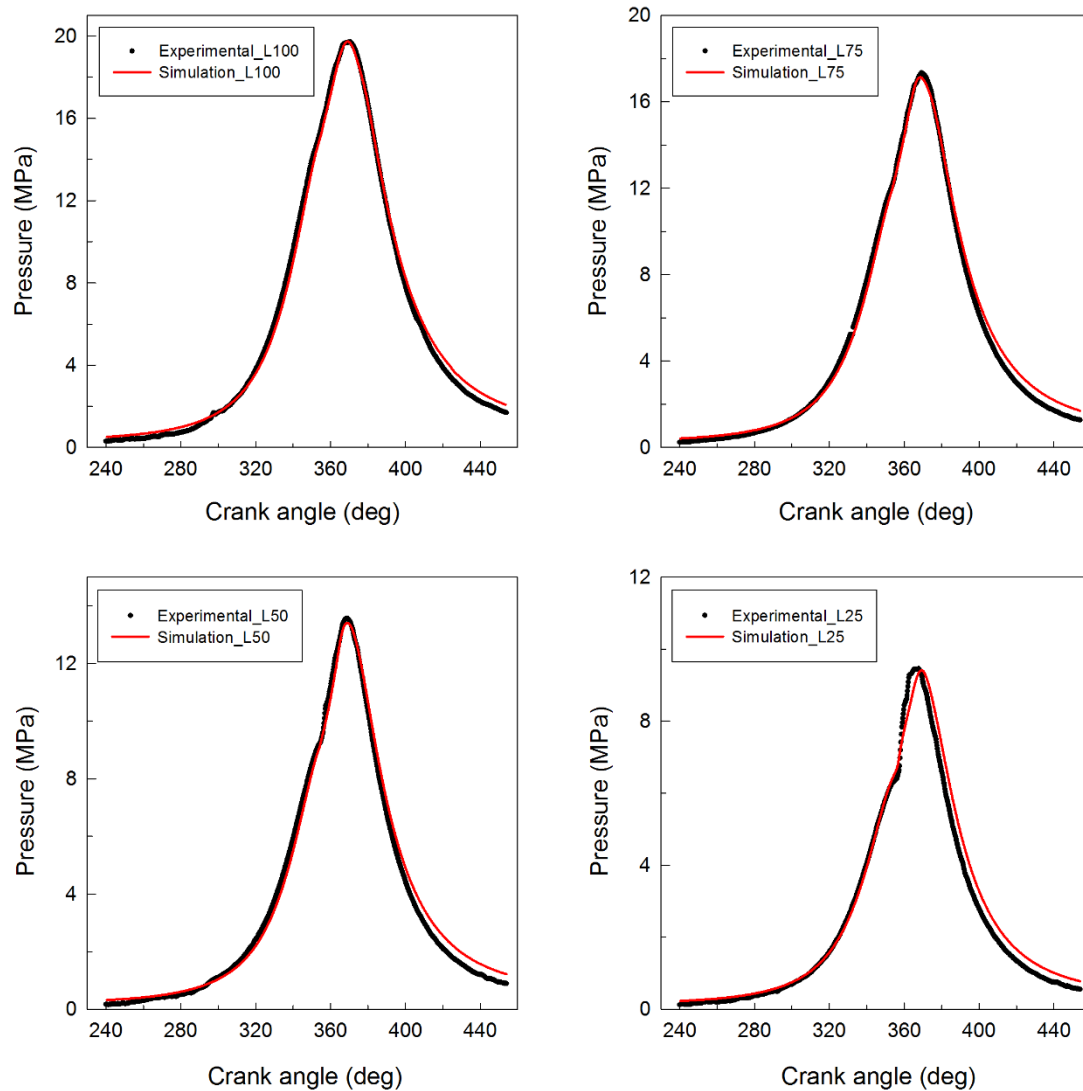 Experimental_L100
Simulation_L100
Pressure (MPa)
20
16
12
8
4
0
240 280 320 360 400 440
Crank angle (deg)
Experimental_L75
Simulation_L75
Pressure (MPa)
20
16
12
8
4
0
240 280 320 360 400 440
Crank angle (deg)
Experimental_L50
Simulation_L50
Pressure (MPa)
12
8
4
0
240 280 320 360 400 440
Crank angle (deg)
Experimental_L25
Simulation_L25
Pressure (MPa)
12
8
4
0
240 280 320 360 400 440
Crank angle (deg)